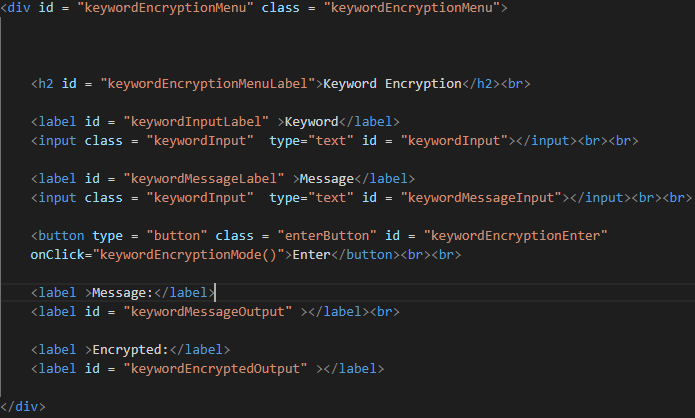 <div id = "keywordEncryptionMenu" class = "keywordEncryptionMenu">
<h2 id = "keywordEncryptionMenuLabel">Keyword Encryption</h2><br>
<label id = "keywordInputLabel" >Keyword</label>
<input class = "keywordInput"  type="text" id = "keywordInput"></input><br><br>
<label id = "keywordMessageLabel" >Message</label>
<input class = "keywordInput"  type="text" id = "keywordMessageInput"></input><br><br>
<button type = "button" class = "enterButton" id = "keywordEncryptionEnter"
onClick="keywordEncryptionMode()">Enter</button><br><br>
<label >Message:</label>
<label id = "keywordMessageOutput" ></label><br>
<label >Encrypted:</label>
<label id = "keywordEncryptedOutput" ></label>
</div>